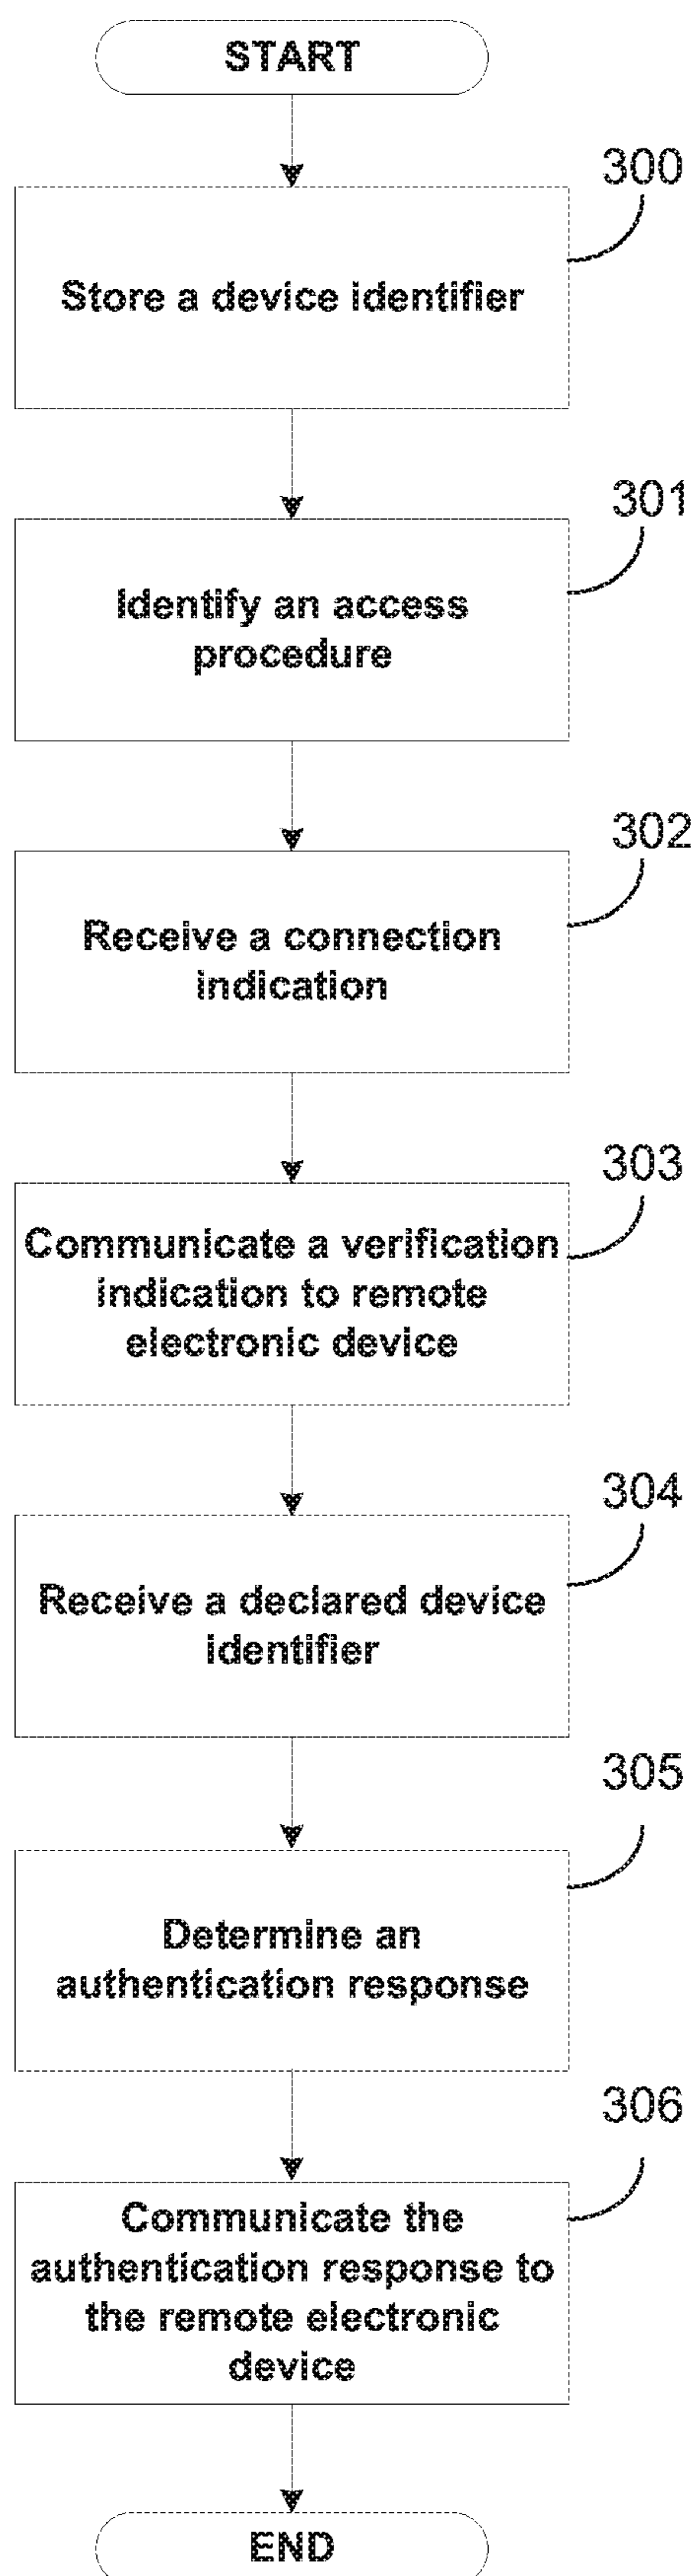 START
300
Store a device identifier
301
Identify an access
procedure
302
Receive a connection
indication
303
Communicate a verification
indication to remote
electronic device
304
Receive a declared device
identifier
305
Determine an
authentication response
306
Communicate the
authentication response to
the remote electronic
device
END